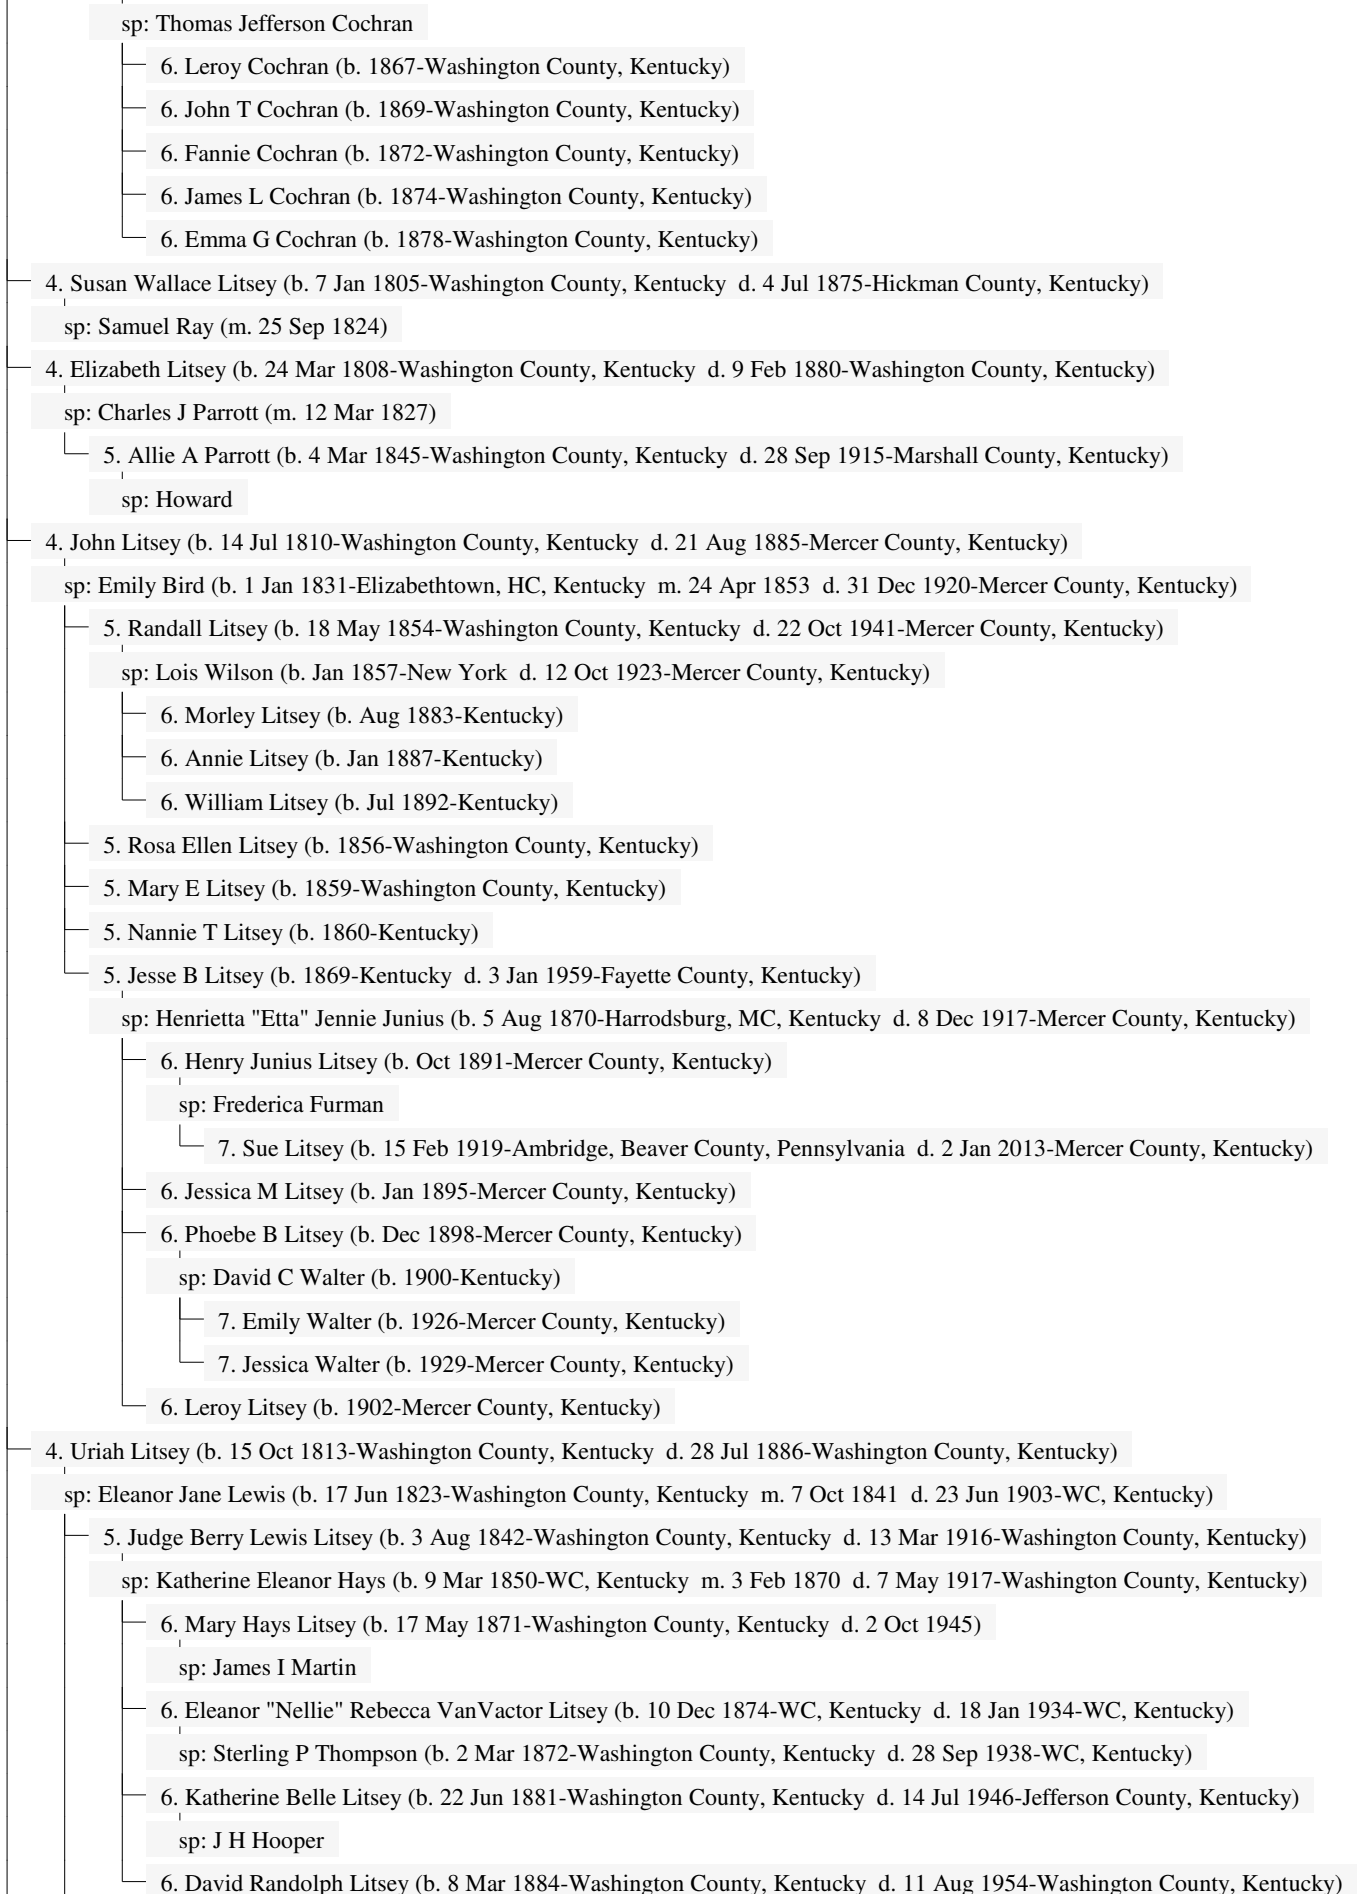 sp: Thomas Jefferson Cochran
6. Leroy Cochran (b. 1867-Washington County, Kentucky)
6. John T Cochran (b. 1869-Washington County, Kentucky)
6. Fannie Cochran (b. 1872-Washington County, Kentucky)
6. James L Cochran (b. 1874-Washington County, Kentucky)
6. Emma G Cochran (b. 1878-Washington County, Kentucky)
4. Susan Wallace Litsey (b. 7 Jan 1805-Washington County, Kentucky d. 4 Jul 1875-Hickman County, Kentucky)
sp: Samuel Ray (m. 25 Sep 1824)
4. Elizabeth Litsey (b. 24 Mar 1808-Washington County, Kentucky d. 9 Feb 1880-Washington County, Kentucky)
sp: Charles J Parrott (m. 12 Mar 1827)
5. Allie A Parrott (b. 4 Mar 1845-Washington County, Kentucky d. 28 Sep 1915-Marshall County, Kentucky)
sp: Howard
4. John Litsey (b. 14 Jul 1810-Washington County, Kentucky d. 21 Aug 1885-Mercer County, Kentucky)
sp: Emily Bird (b. 1 Jan 1831-Elizabethtown, HC, Kentucky m. 24 Apr 1853 d. 31 Dec 1920-Mercer County, Kentucky)
5. Randall Litsey (b. 18 May 1854-Washington County, Kentucky d. 22 Oct 1941-Mercer County, Kentucky)
sp: Lois Wilson (b. Jan 1857-New York d. 12 Oct 1923-Mercer County, Kentucky)
6. Morley Litsey (b. Aug 1883-Kentucky)
6. Annie Litsey (b. Jan 1887-Kentucky)
6. William Litsey (b. Jul 1892-Kentucky)
5. Rosa Ellen Litsey (b. 1856-Washington County, Kentucky)
5. Mary E Litsey (b. 1859-Washington County, Kentucky)
5. Nannie T Litsey (b. 1860-Kentucky)
5. Jesse B Litsey (b. 1869-Kentucky d. 3 Jan 1959-Fayette County, Kentucky)
sp: Henrietta "Etta" Jennie Junius (b. 5 Aug 1870-Harrodsburg, MC, Kentucky d. 8 Dec 1917-Mercer County, Kentucky)
6. Henry Junius Litsey (b. Oct 1891-Mercer County, Kentucky)
sp: Frederica Furman
7. Sue Litsey (b. 15 Feb 1919-Ambridge, Beaver County, Pennsylvania d. 2 Jan 2013-Mercer County, Kentucky)
6. Jessica M Litsey (b. Jan 1895-Mercer County, Kentucky)
6. Phoebe B Litsey (b. Dec 1898-Mercer County, Kentucky)
sp: David C Walter (b. 1900-Kentucky)
7. Emily Walter (b. 1926-Mercer County, Kentucky)
7. Jessica Walter (b. 1929-Mercer County, Kentucky)
6. Leroy Litsey (b. 1902-Mercer County, Kentucky)
4. Uriah Litsey (b. 15 Oct 1813-Washington County, Kentucky d. 28 Jul 1886-Washington County, Kentucky)
sp: Eleanor Jane Lewis (b. 17 Jun 1823-Washington County, Kentucky m. 7 Oct 1841 d. 23 Jun 1903-WC, Kentucky)
5. Judge Berry Lewis Litsey (b. 3 Aug 1842-Washington County, Kentucky d. 13 Mar 1916-Washington County, Kentucky)
sp: Katherine Eleanor Hays (b. 9 Mar 1850-WC, Kentucky m. 3 Feb 1870 d. 7 May 1917-Washington County, Kentucky)
6. Mary Hays Litsey (b. 17 May 1871-Washington County, Kentucky d. 2 Oct 1945)
sp: James I Martin
6. Eleanor "Nellie" Rebecca VanVactor Litsey (b. 10 Dec 1874-WC, Kentucky d. 18 Jan 1934-WC, Kentucky)
sp: Sterling P Thompson (b. 2 Mar 1872-Washington County, Kentucky d. 28 Sep 1938-WC, Kentucky)
6. Katherine Belle Litsey (b. 22 Jun 1881-Washington County, Kentucky d. 14 Jul 1946-Jefferson County, Kentucky)
sp: J H Hooper
6. David Randolph Litsey (b. 8 Mar 1884-Washington County, Kentucky d. 11 Aug 1954-Washington County, Kentucky)